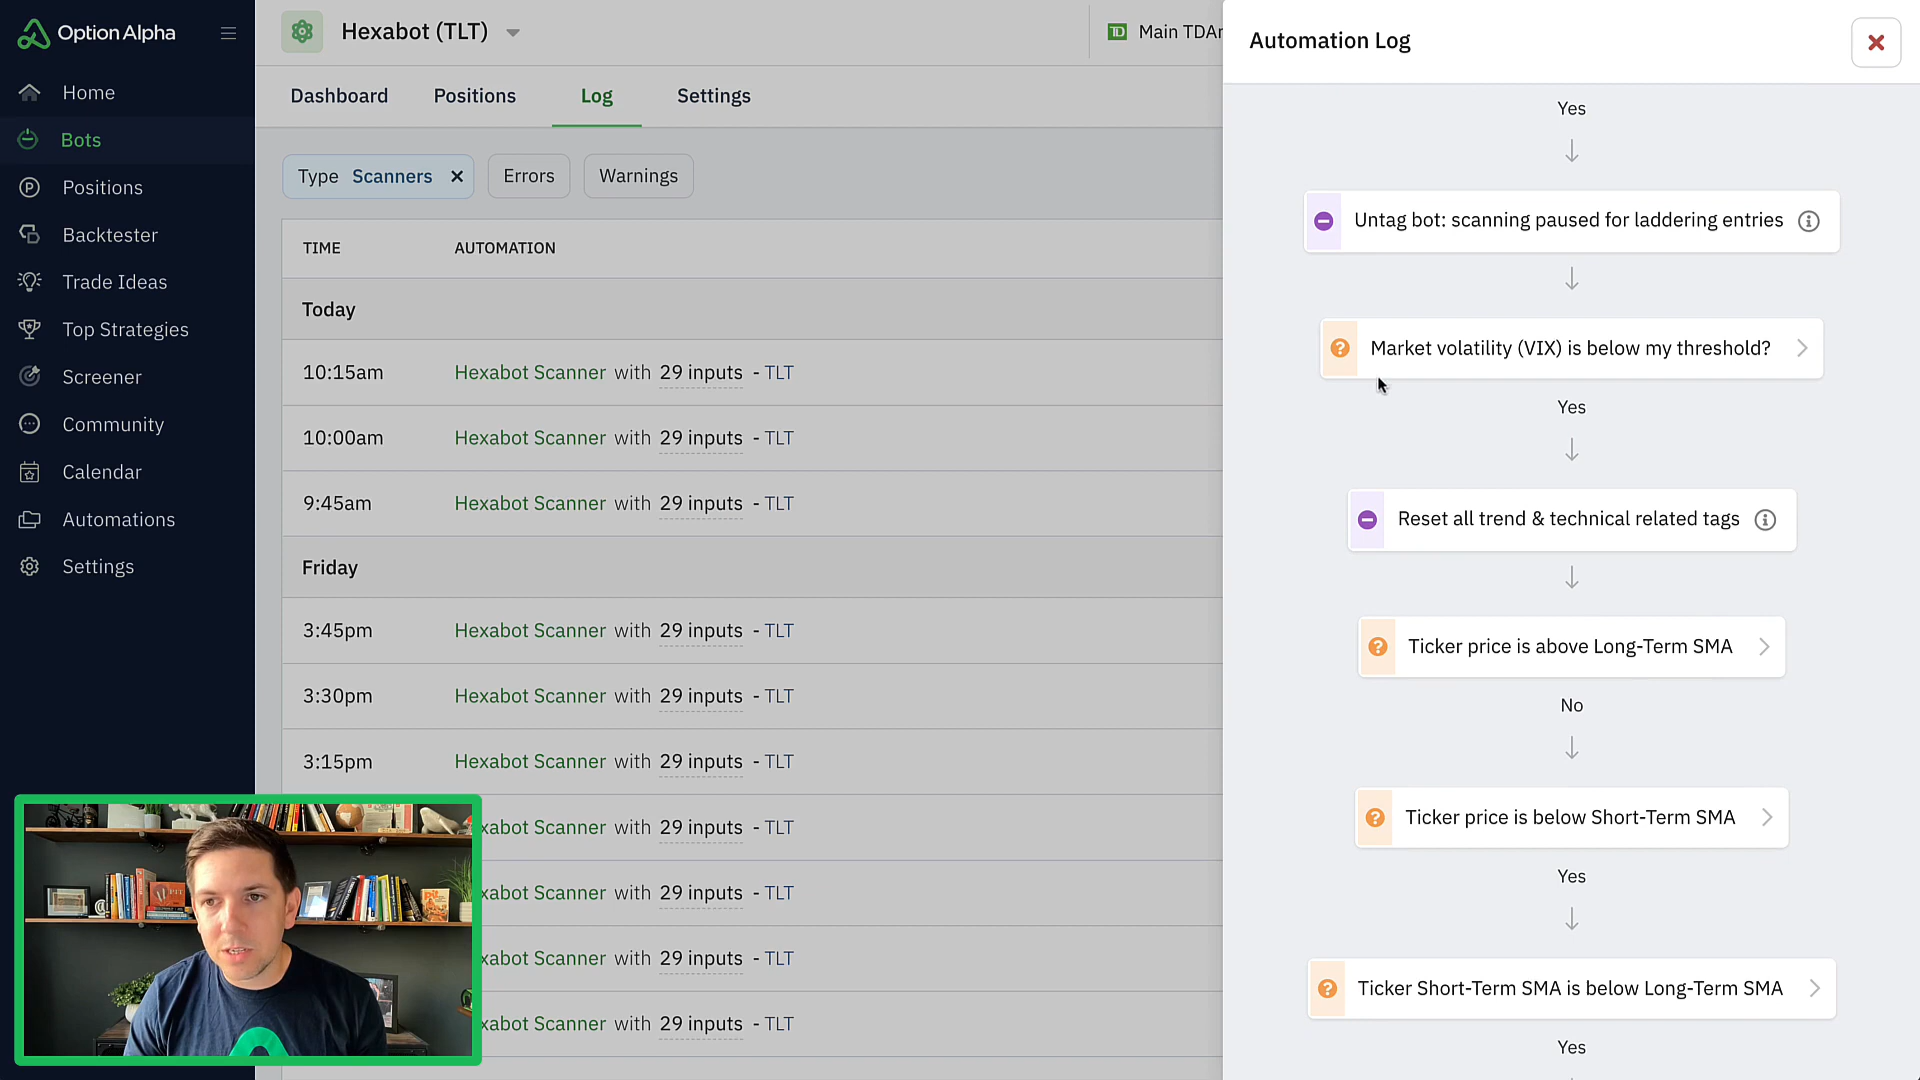 Option Alpha
Home
Bots
Positions
Backtester
Trade Ideas
Top Strategies
Screener
Community
Calendar
Automations
Settings
Hexabot (TLT)
Main TDAr
Dashboard
Positions
Log
Settings
Type Scanners
Errors
Warnings
TIME AUTOMATION
Today
10:15am Hexabot Scanner with 29 inputs - TLT
10:00am Hexabot Scanner with 29 inputs - TLT
9:45am Hexabot Scanner with 29 inputs - TLT
Friday
3:45pm Hexabot Scanner with 29 inputs - TLT
3:30pm Hexabot Scanner with 29 inputs - TLT
3:15pm Hexabot Scanner with 29 inputs - TLT
xabot Scanner with 29 inputs - TLT
xabot Scanner with 29 inputs - TLT
xabot Scanner with 29 inputs - TLT
xabot Scanner with 29 inputs - TLT
Automation Log
Yes
Untag bot: scanning paused for laddering entries
Market volatility (VIX) is below my threshold?
Yes
Reset all trend & technical related tags
Ticker price is above Long-Term SMA
No
Ticker price is below Short-Term SMA
Yes
Ticker Short-Term SMA is below Long-Term SMA
Yes